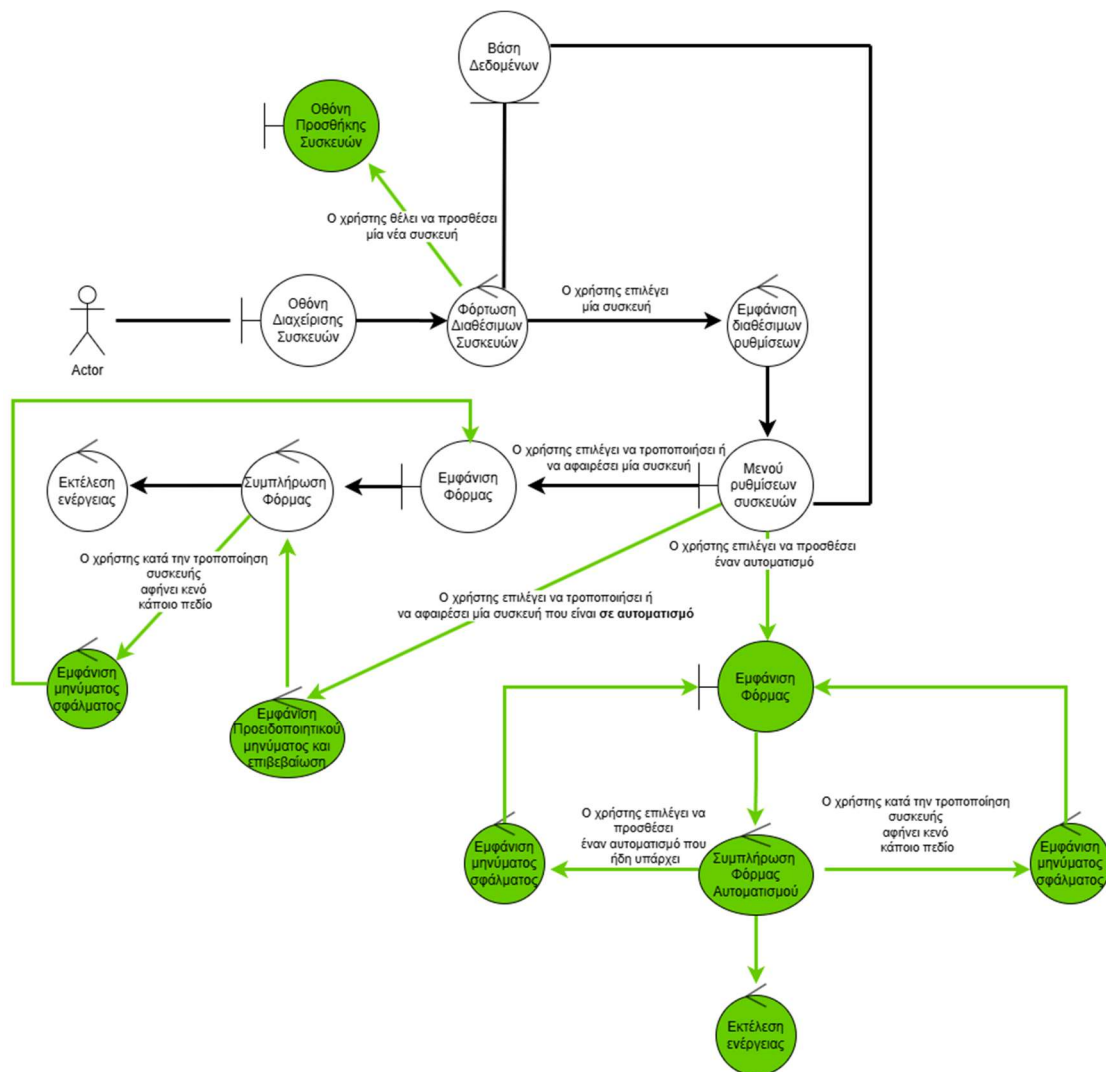 Βάση
Δεδομένων
Οθόνη
Προσθήκης
Συσκευών
Ο χρήστης θέλει να προσθέσει
μία νέα συσκευή
Actor
Οθόνη
Διαχείρισης
Συσκευών
Φόρτωση
Διαθέσιμων
Συσκευών
Ο χρήστης επιλέγει
μία συσκευή
Εμφάνιση
διαθέσιμων
ρυθμίσεων
Εκτέλεση
ενέργειας
Συμπλήρωση
Φόρμας
Εμφάνιση
Φόρμας
Ο χρήστης επιλέγει να τροποποιήσει ή
να αφαιρέσει μία συσκευή
Μενού
ρυθμίσεων
συσκευών
Ο χρήστης κατά την τροποποίηση
συσκευής
αφήνει κενό
κάποιο πεδίο
Ο χρήστης επιλέγει να προσθέσει
έναν αυτοματισμό
Ο χρήστης επιλέγει να τροποποιήσει ή
να αφαιρέσει μία συσκευή που είναι σε αυτοματισμό
Εμφάνιση
μηνύματος
σφάλματος
Εμφάνιση
Προειδοποιητικού
μηνύματος και
επιβεβαίωση
Εμφάνιση
Φόρμας
Ο χρήστης επιλέγει να
προσθέσει
έναν αυτοματισμό που
ήδη υπάρχει
Ο χρήστης κατά την τροποποίηση
συσκευής
αφήνει κενό
κάποιο πεδίο
Εμφάνιση
μηνύματος
σφάλματος
Συμπλήρωση
Φόρμας
Αυτοματισμού
Εμφάνιση
μηνύματος
σφάλματος
Εκτέλεση
ενέργειας